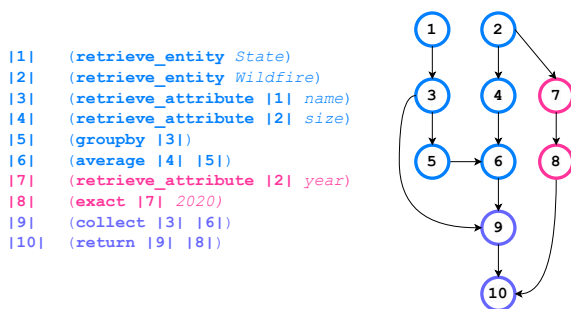 |1| (retrieve_entity State)
|2| (retrieve_entity Wildfire)
|3| (retrieve_attribute |1| name)
|4| (retrieve_attribute |2| size)
|5| (groupby |3|)
|6| (average |4| |5|)
|7| (retrieve_attribute |2| year)
|8| (exact |7| 2020)
|9| (collect |3| |6|)
|10| (return |9| |8|)
1 2
3 4 7
5 6 8
9
10